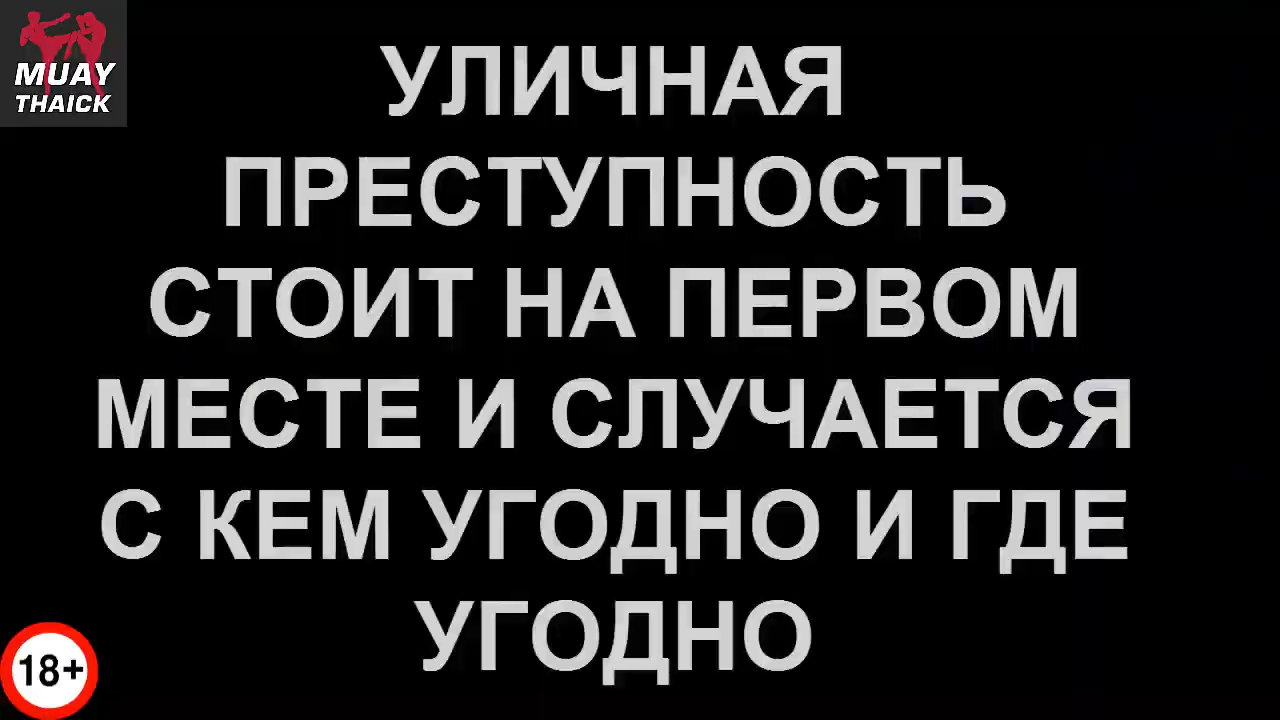 MUAY
THAICK
УЛИЧНАЯ
ПРЕСТУПНОСТЬ
СТОИТ НА ПЕРВОМ
МЕСТЕ И СЛУЧАЕТСЯ
С КЕМ УГОДНО И ГДЕ
УГОДНО
18+